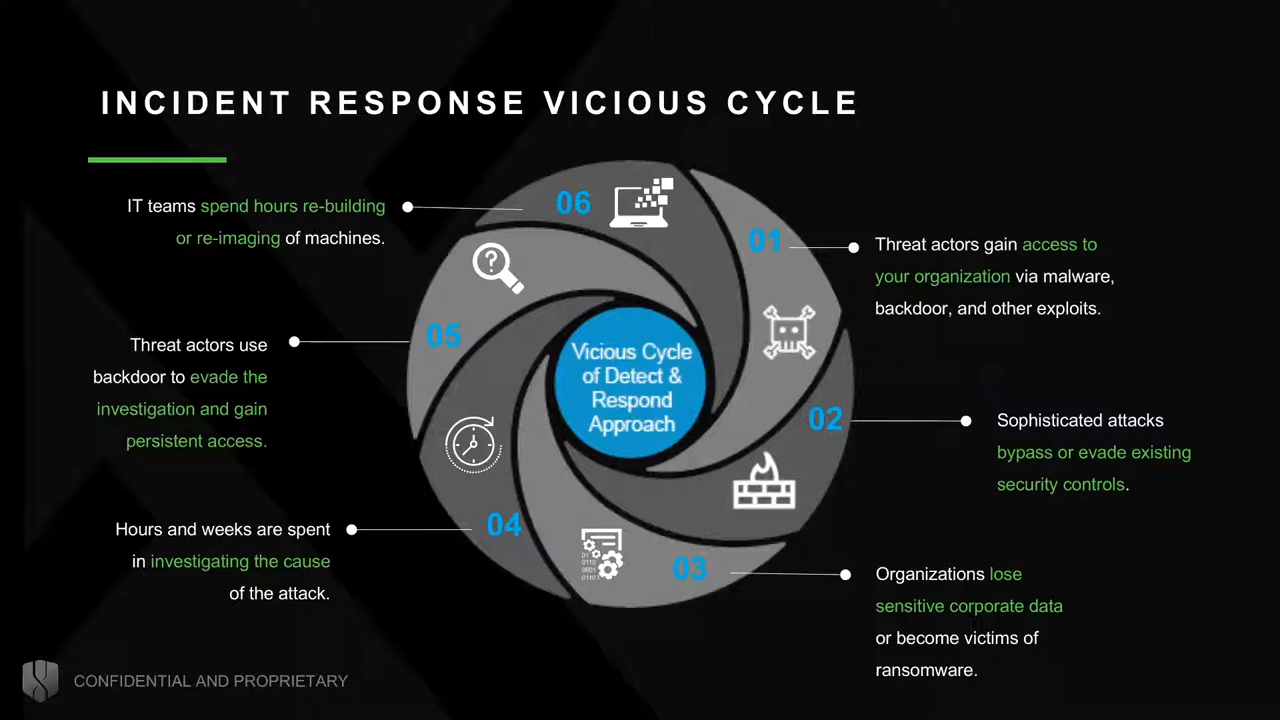 INCIDENT RESPONSE VICIOUS CYCLE
IT teams spend hours re-building
or re-imaging of machines.
06
01
Threat actors gain access to
your organization via malware,
backdoor, and other exploits.
Threat actors use
backdoor to evade the
investigation and gain
persistent access.
05
Vicious Cycle
of Detect &
Respond
Approach
02
Sophisticated attacks
bypass or evade existing
security controls.
Hours and weeks are spent
in investigating the cause
of the attack.
04
03
Organizations lose
sensitive corporate data
or become victims of
ransomware.
CONFIDENTIAL AND PROPRIETARY